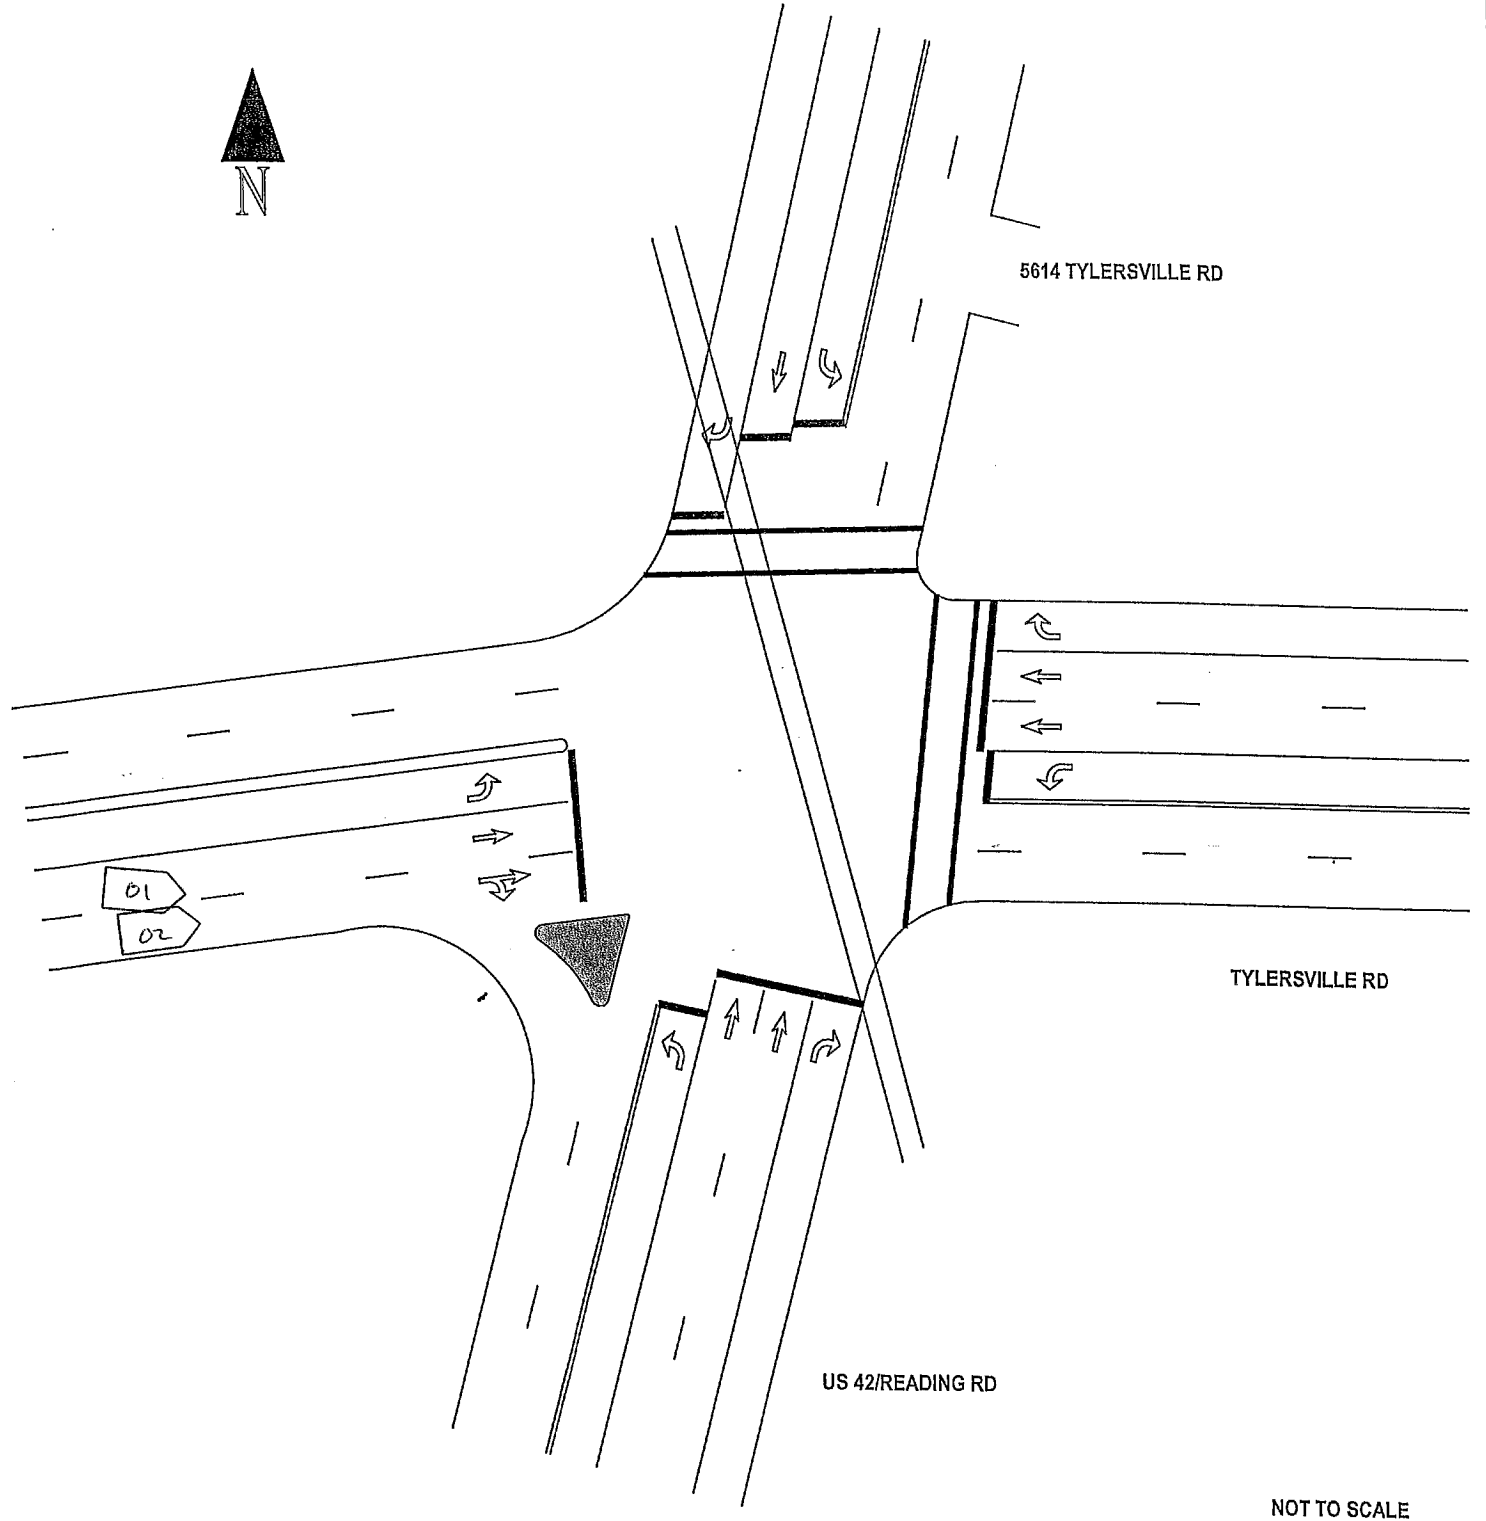 N
5614 TYLERSVILLE RD
01
02
TYLERSVILLE RD
US 42/READING RD
NOT TO SCALE